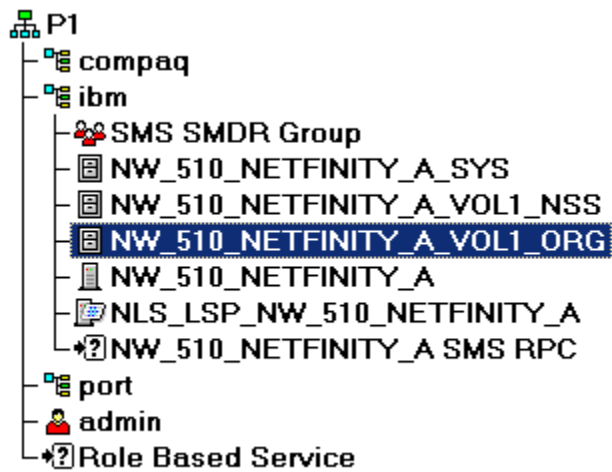 P1
compaq
ibm
SMS SMDR Group
NW_510_NETFINITY_A_SYS
NW_510_NETFINITY_A_VOL1_NSS
NW_510_NETFINITY_A_VOL1_ORG
NW_510_NETFINITY_A
NLS_LSP_NW_510_NETFINITY_A
NW_510_NETFINITY_A SMS RPC
port
admin
Role Based Service